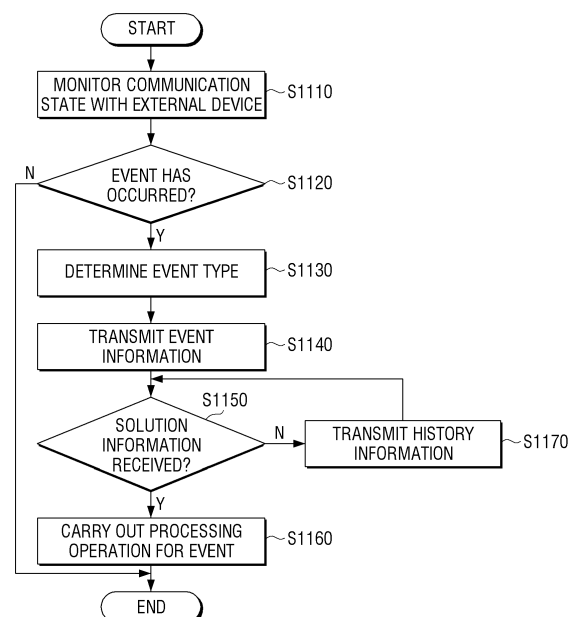 START
MONITOR COMMUNICATION
STATE WITH EXTERNAL DEVICE
S1110
N
EVENT HAS
OCCURRED?
S1120
Y
DETERMINE EVENT TYPE
S1130
TRANSMIT EVENT
INFORMATION
S1140
S1150
SOLUTION
INFORMATION
RECEIVED?
N
TRANSMIT HISTORY
INFORMATION
S1170
Y
CARRY OUT PROCESSING
OPERATION FOR EVENT
S1160
END